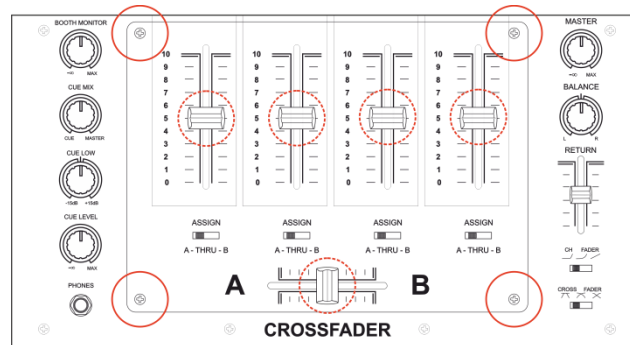 BOOTH MONITOR
-∞ MAX
CUE MIX
CUE MASTER
CUE LOW
-15dB +15dB
CUE LEVEL
-∞ MAX
PHONES
10 10 10 10
9 9 9 9
8 8 8 8
7 7 7 7
6 6 6 6
5 5 5 5
4 4 4 4
3 3 3 3
2 2 2 2
1 1 1 1
0 0 0 0
ASSIGN ASSIGN ASSIGN ASSIGN
A - THRU - B A - THRU - B A - THRU - B A - THRU - B
A B
CROSSFADER
MASTER
-∞ MAX
BALANCE
L R
RETURN
CH FADER
CROSS FADER